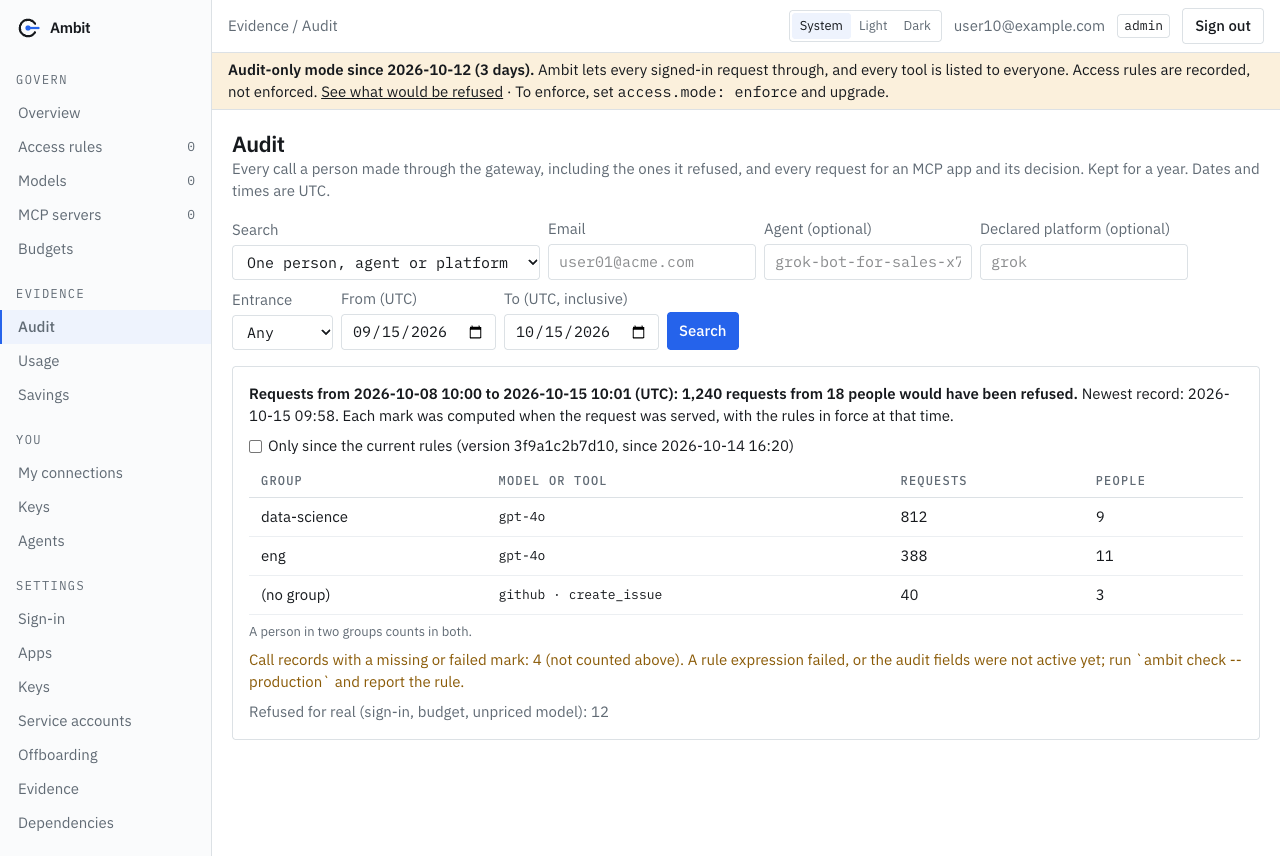 Ambit
Evidence / Audit
System Light Dark
user10@example.com
admin
Sign out
GOVERN
Overview
Access rules 0
Models 0
MCP servers 0
Budgets
EVIDENCE
Audit
Usage
Savings
YOU
My connections
Keys
Agents
SETTINGS
Sign-in
Apps
Keys
Service accounts
Offboarding
Evidence
Dependencies
Audit-only mode since 2026-10-12 (3 days). Ambit lets every signed-in request through, and every tool is listed to everyone. Access rules are recorded,
not enforced. See what would be refused · To enforce, set access.mode: enforce and upgrade.
Audit
Every call a person made through the gateway, including the ones it refused, and every request for an MCP app and its decision. Kept for a year. Dates and
times are UTC.
Search Email Agent (optional) Declared platform (optional)
One person, agent or platform user01@acme.com grok-bot-for-sales-x7 grok
Entrance From (UTC) To (UTC, inclusive)
Any 09/15/2026 10/15/2026 Search
Requests from 2026-10-08 10:00 to 2026-10-15 10:01 (UTC): 1,240 requests from 18 people would have been refused. Newest record: 2026-
10-15 09:58. Each mark was computed when the request was served, with the rules in force at that time.
Only since the current rules (version 3f9a1c2b7d10, since 2026-10-14 16:20)
GROUP MODEL OR TOOL REQUESTS PEOPLE
data-science gpt-4o 812 9
eng gpt-4o 388 11
(no group) github · create_issue 40 3
A person in two groups counts in both.
Call records with a missing or failed mark: 4 (not counted above). A rule expression failed, or the audit fields were not active yet; run `ambit check --
production` and report the rule.
Refused for real (sign-in, budget, unpriced model): 12